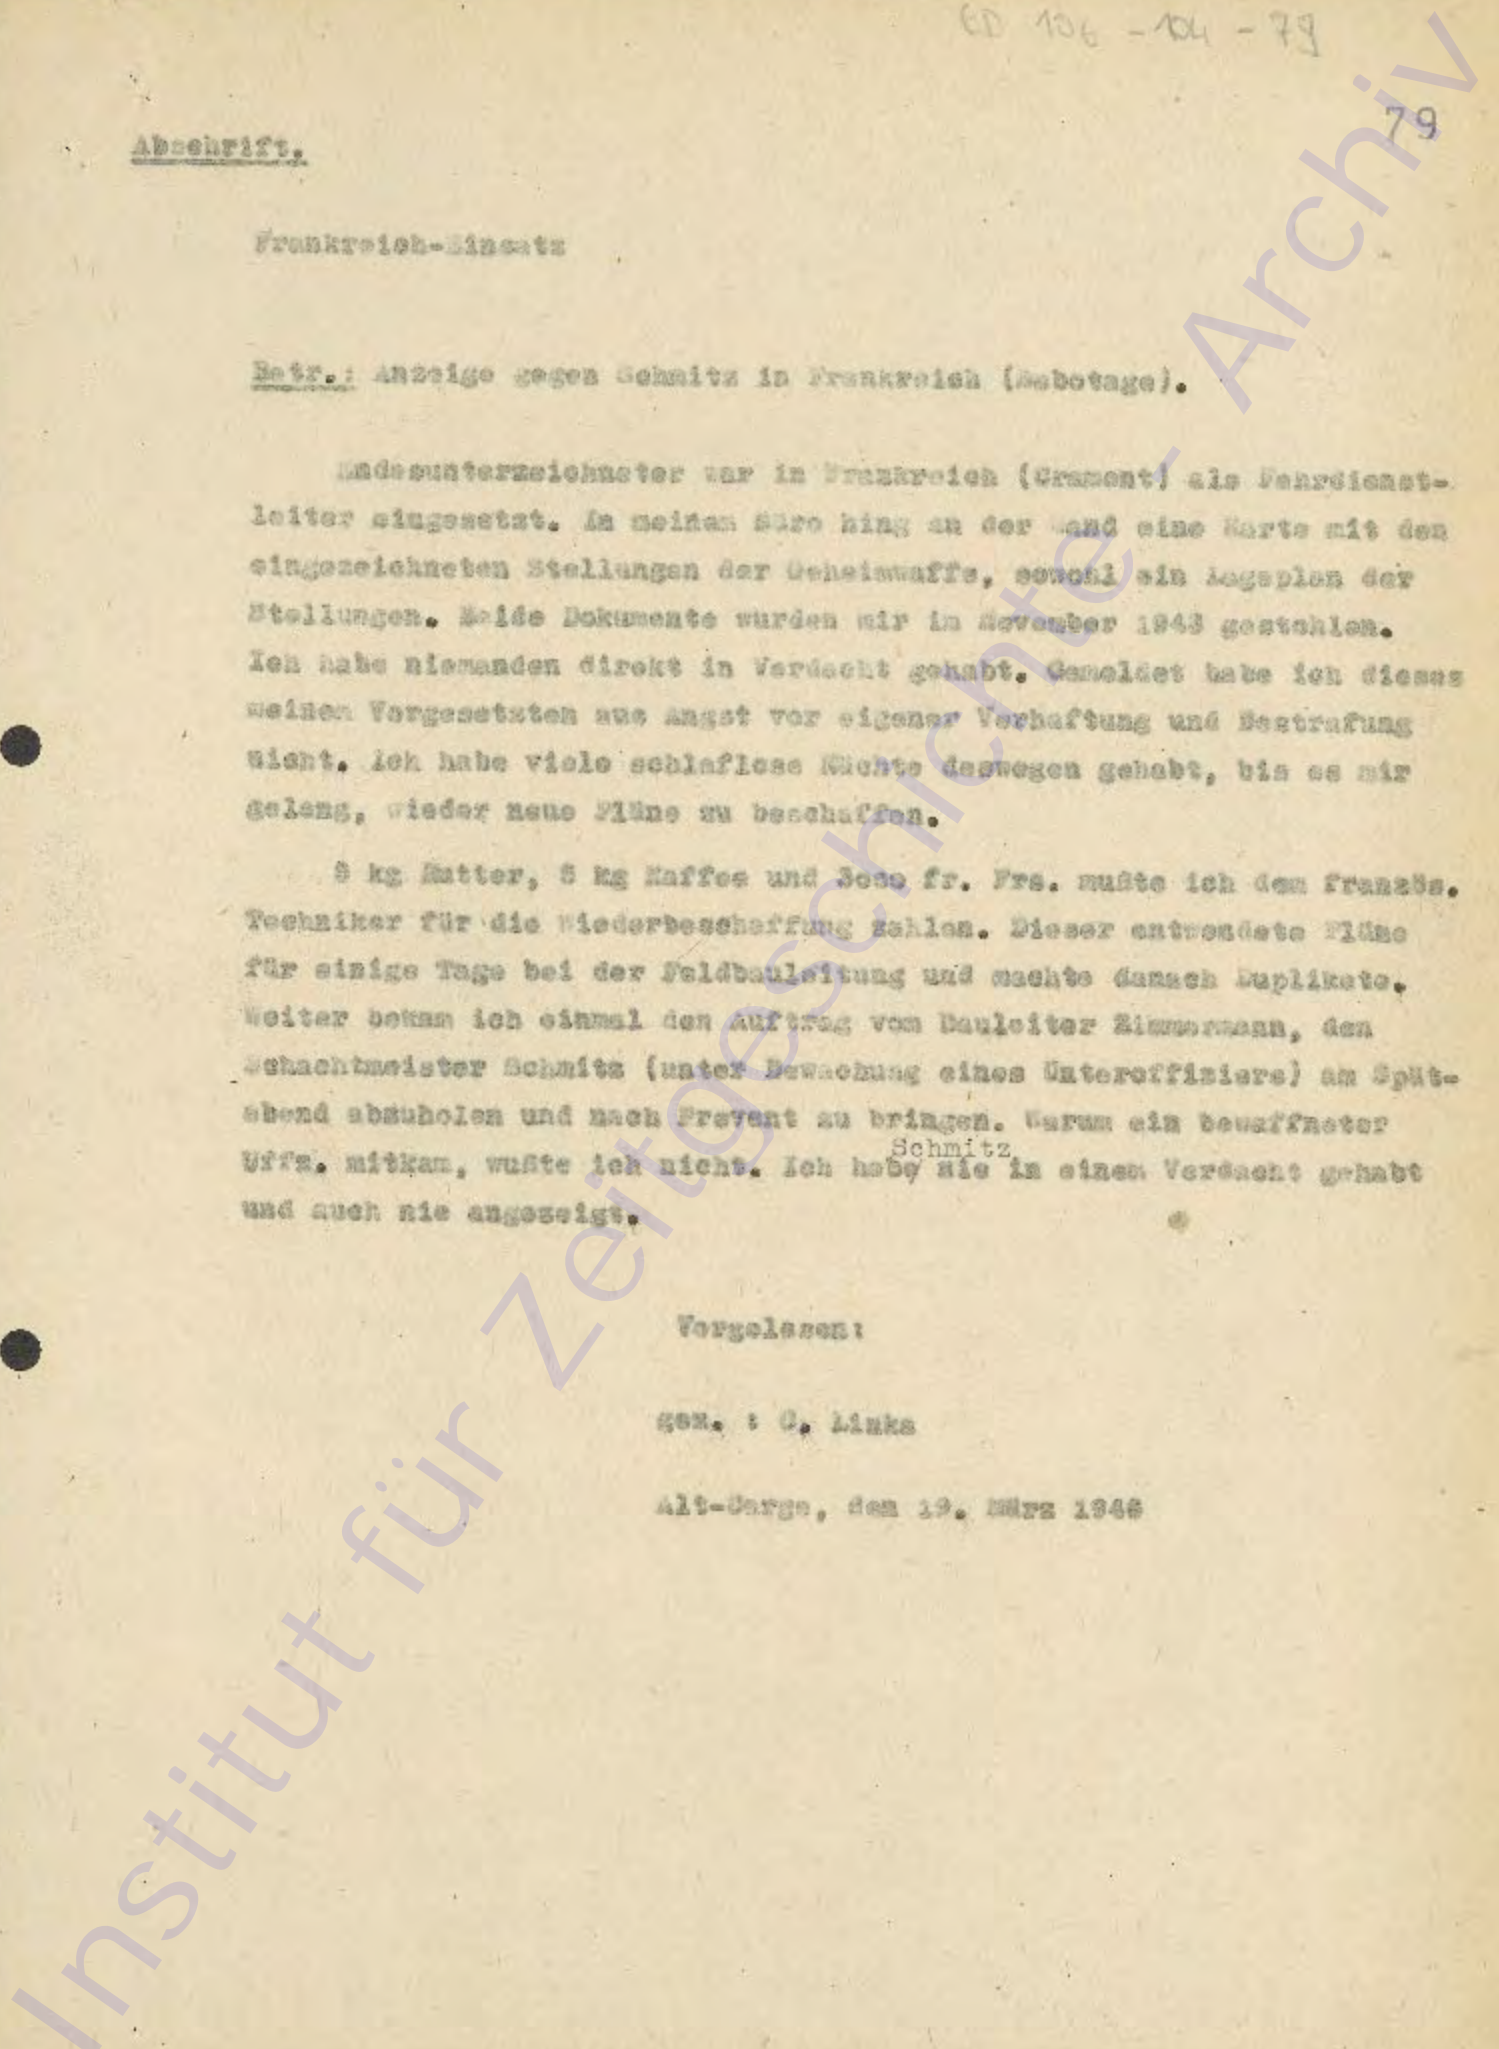 ED 106 - 104 - 79
79
Abschrift.
Frankreich-Einsatz
Betr.: Anzeige gegen Schmitz in Frankreich (Sabotage).
Endesunterzeichneter war in Frankreich (Cramont) als Fahrdienst-
leiter eingesetzt. In meinem Büro hing an der Wand eine Karte mit den
eingezeichneten Stellungen der Geheimwaffe, sowohl ein Lageplan der
Stellungen. Beide Dokumente wurden mir im November 1943 gestohlen.
Ich habe niemanden direkt in Verdacht gehabt. Gemeldet habe ich dieses
meinen Vorgesetzten aus Angst vor eigener Verhaftung und Bestrafung
nicht. Ich habe viele schlaflose Nächte deswegen gehabt, bis es mir
gelang, wieder neue Pläne zu beschaffen.
kg Butter, kg Kaffee und fr. Frs. mußte ich dem französ.
Techniker für die Wiederbeschaffung zahlen. Dieser entwendete Pläne
für einige Tage bei der Feldbauleitung und machte danach Duplikate.
Weiter bekam ich einmal den Auftrag vom Bauleiter Zimmermann, den
Schachtmeister Schmitz (unter Bewachung eines Unteroffiziers) am Spät-
abend abzuholen und nach Frevent zu bringen. Warum ein bewaffneter
Schmitz
Uffz. mitkam, wußte ich nicht. Ich habe/ nie in einem Verdacht gehabt
und auch nie angezeigt.
Vorgelesen:
gez. : C. Links
Alt-Garge, den 19. März
Institut für Zeitgeschichte - Archiv